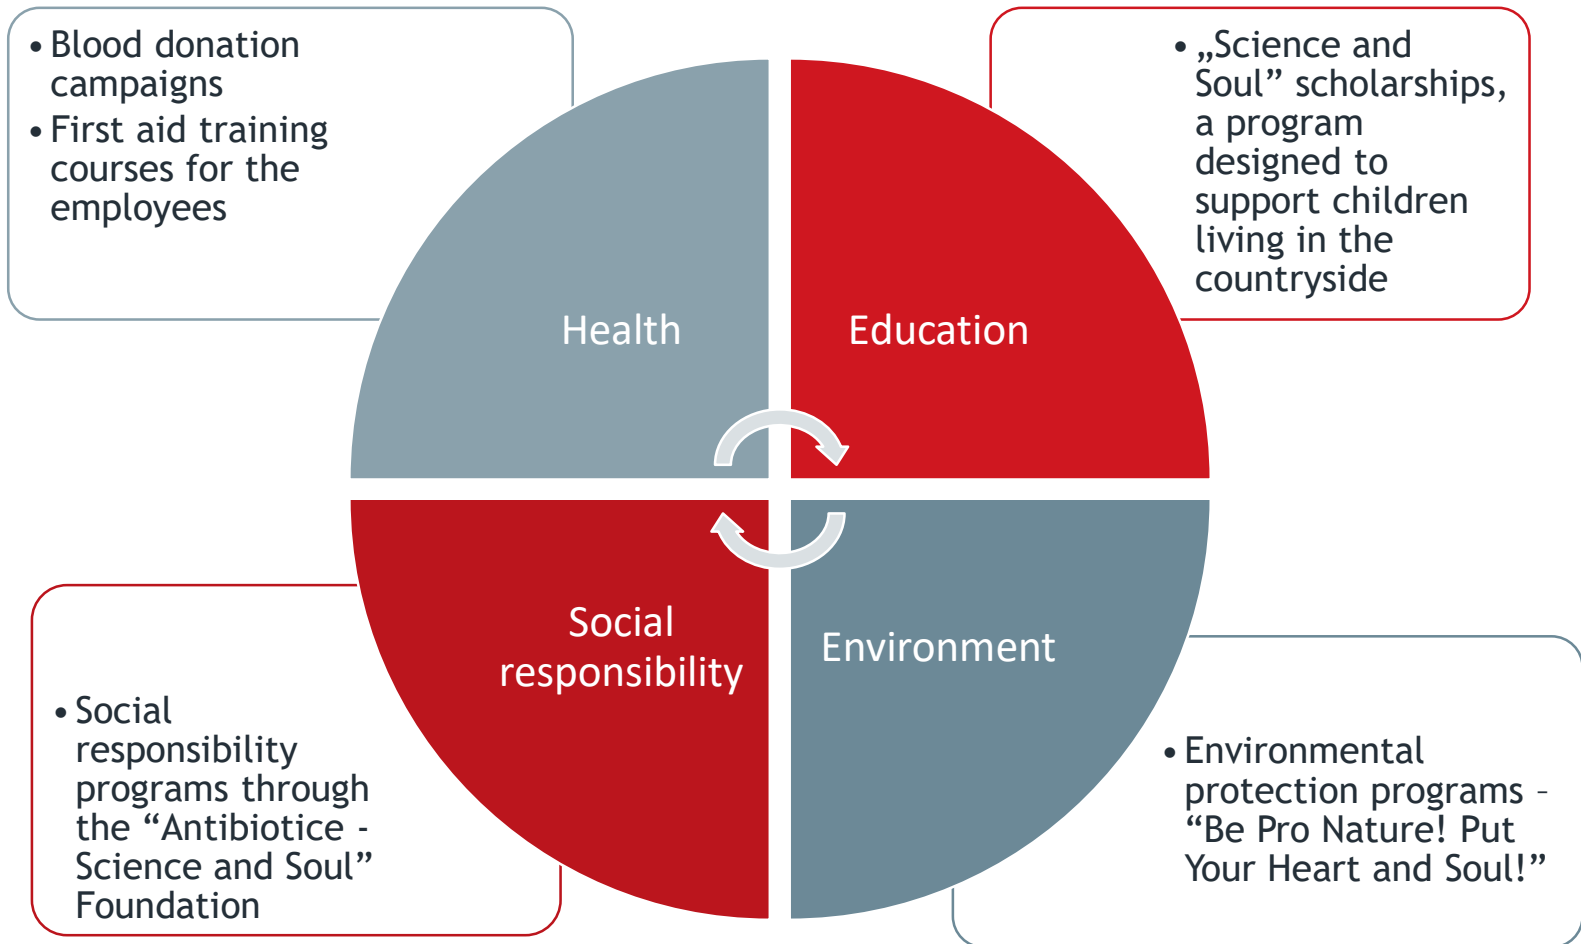 • Blood donation
campaigns
• First aid training
courses for the
employees
• „Science and
Soul” scholarships,
a program
designed to
support children
living in the
countryside
Health
Education
Social
responsibility
Environment
• Social
responsibility
programs through
the “Antibiotice -
Science and Soul”
Foundation
• Environmental
protection programs –
“Be Pro Nature! Put
Your Heart and Soul!”